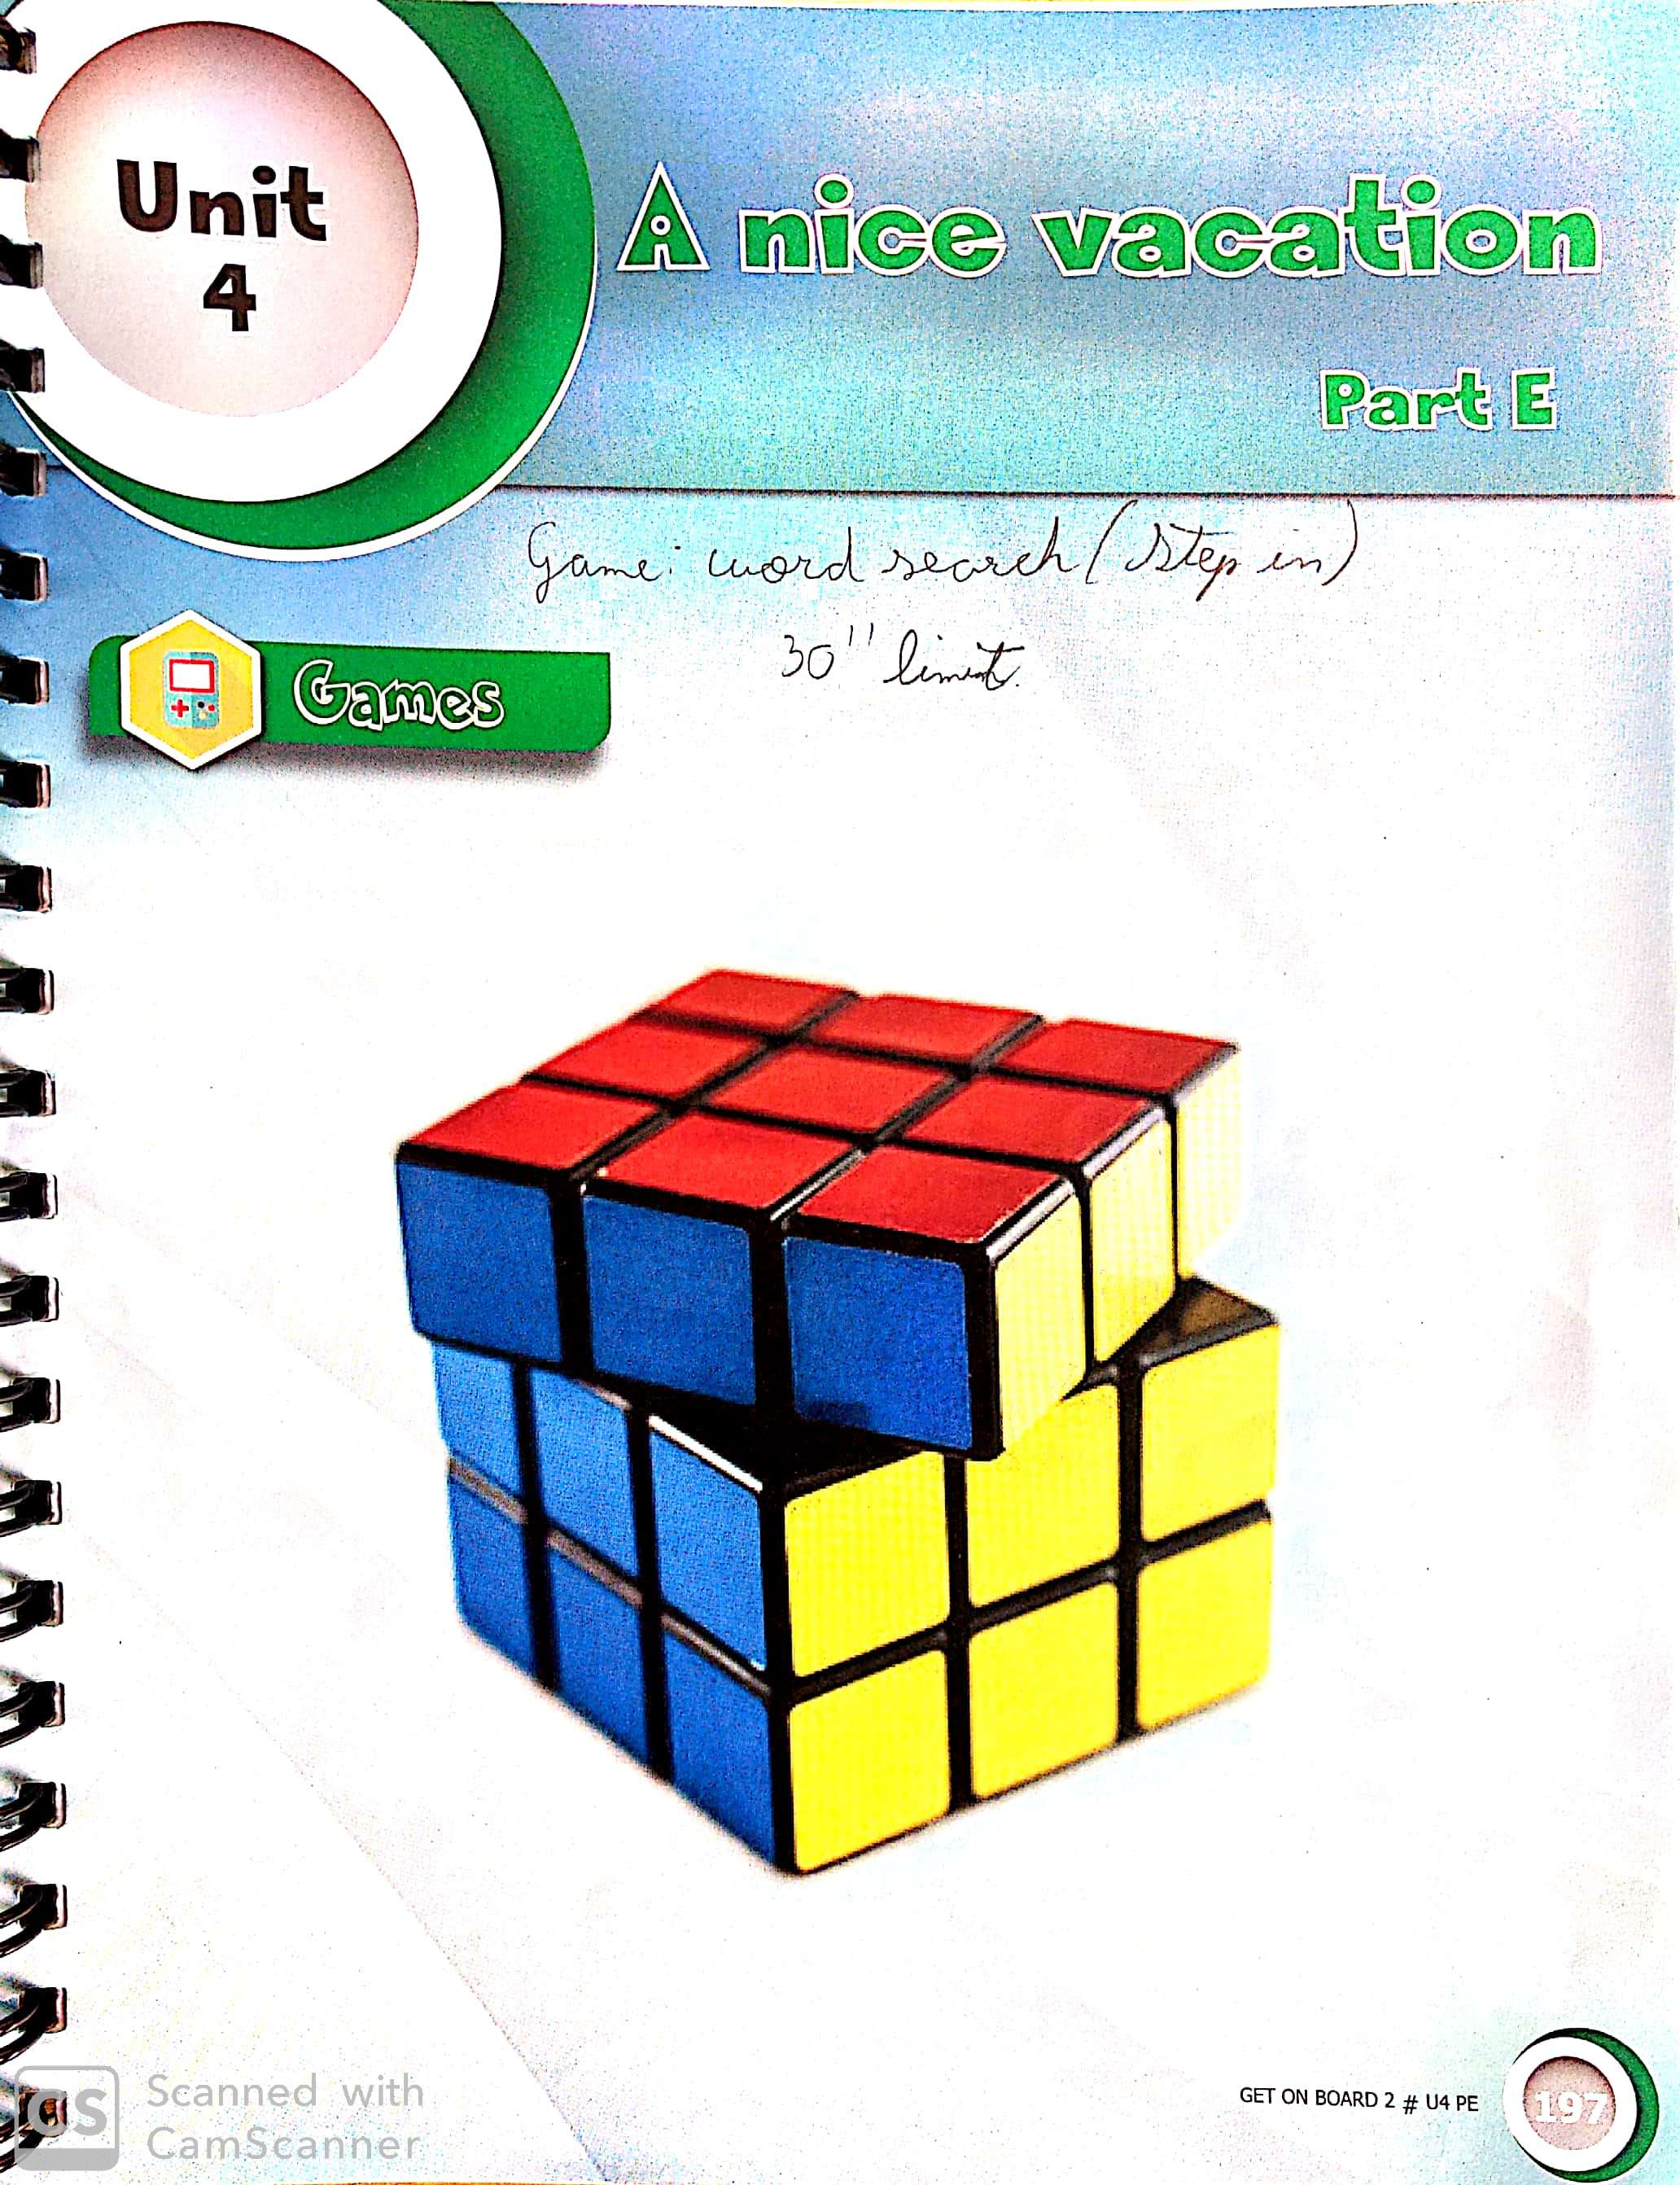 Unit
4
A nice vacation
Part E
Game: word search (Step in)
30'' limit.
Games
GET ON BOARD 2 # U4 PE
197
CS
Scanned with
CamScanner